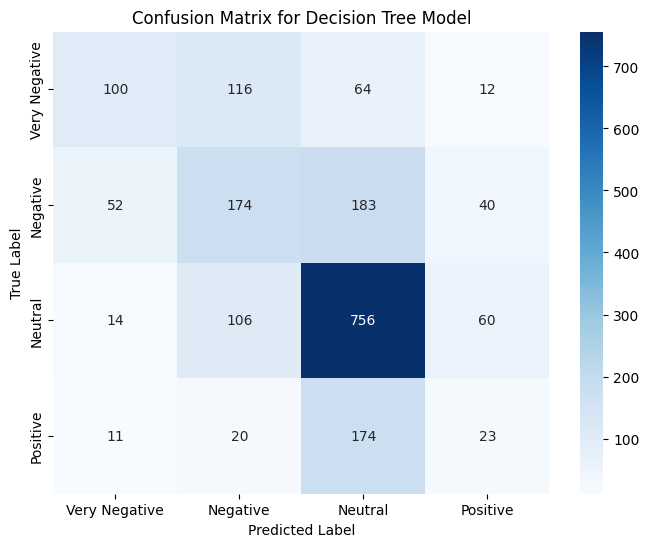 Confusion Matrix for Decision Tree Model
True Label
Very Negative
100 116 64 12
Negative
52 174 183 40
Neutral
14 106 756 60
Positive
11 20 174 23
Very Negative Negative Neutral Positive
Predicted Label
700
600
500
400
300
200
100